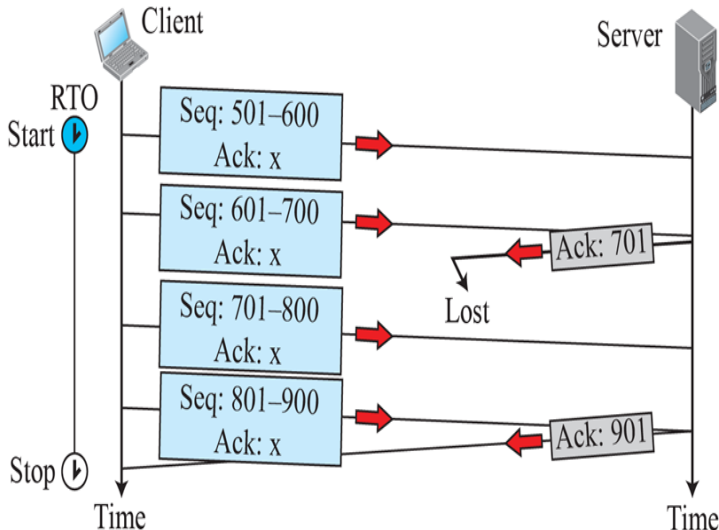 Client
Server
RTO
Start
Seq: 501–600
Ack: x
Seq: 601–700
Ack: x
Ack: 701
Lost
Seq: 701–800
Ack: x
Seq: 801–900
Ack: x
Ack: 901
Stop
Time
Time